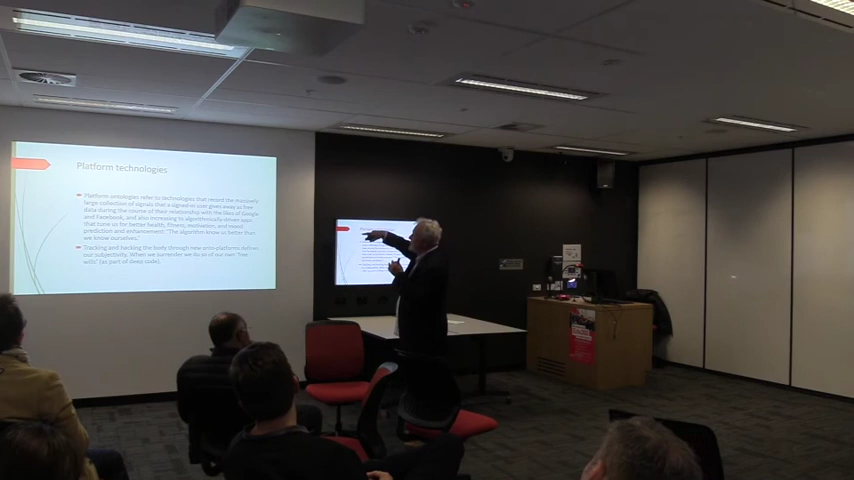 Platform technologies
Platform ontologies refer to technologies that record the massively
large collection of signals that a signed-in user gives away as free
data during the course of their relationship with the likes of Google
and Facebook, and also increasing to algorithmically-driven
that tune us for better health, fitness, motivation, and mood
prediction and enhancement: 'The algorithm know us better than
we know ourselves.'
Tracking and hacking the body through new onto-platforms defines
our subjectivity. When we surrender we do so of our own 'free
wills' (as part of deep code).